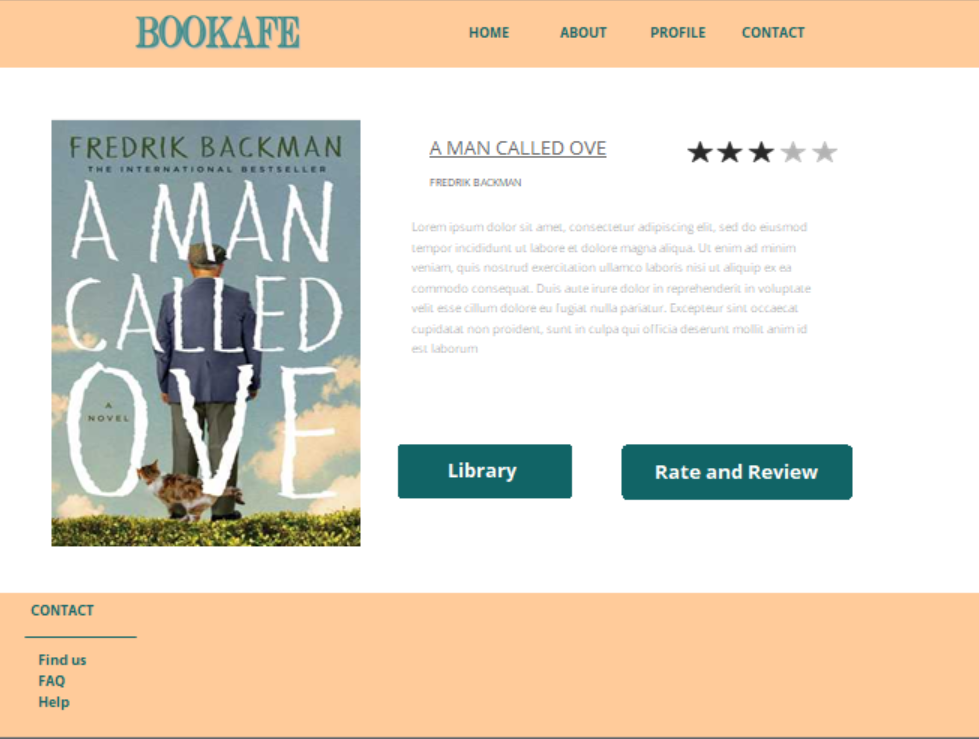 BOOKAFE
HOME ABOUT PROFILE CONTACT
FREDRIK BACKMAN
THE INTERNATIONAL BESTSELLER
A MAN
CALLED
OVE
A
NOVEL
A MAN CALLED OVE
FREDRIK BACKMAN
Lorem ipsum dolor sit amet, consectetur adipiscing elit, sed do eiusmod
tempor incididunt ut labore et dolore magna aliqua. Ut enim ad minim
veniam, quis nostrud exercitation ullamco laboris nisi ut aliquip ex ea
commodo consequat. Duis aute irure dolor in reprehenderit in voluptate
velit esse cillum dolore eu fugiat nulla pariatur. Excepteur sint occaecat
cupidatat non proident, sunt in culpa qui officia deserunt mollit anim id
est laborum
Library
Rate and Review
CONTACT
Find us
FAQ
Help